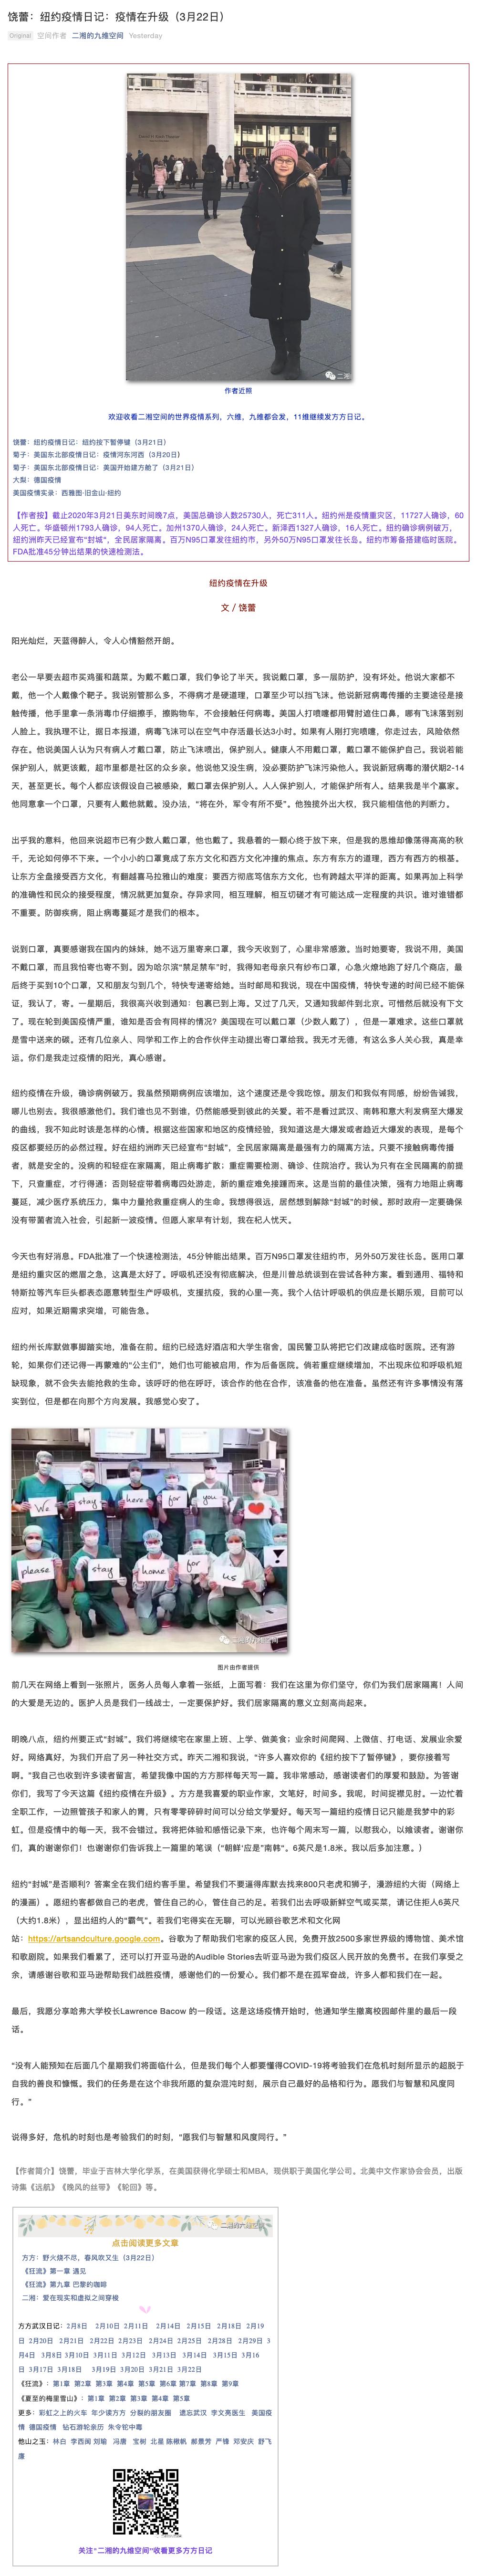 饶蕾：纽约疫情日记：疫情在升级（3月22日）
Original 空间作者 二湘的九维空间 Yesterday
二湘
作者近照
欢迎收看二湘空间的世界疫情系列，六维，九维都会发，11维继续发方方日记。
饶蕾：纽约疫情日记：纽约按下暂停键（3月21日）
菊子：美国东北部疫情日记：疫情河东河西（3月20日）
菊子：美国东北部疫情日记：美国开始建方舱了（3月21日）
大梨：德国疫情
美国疫情实录：西雅图-旧金山-纽约
【作者按】截止2020年3月21日美东时间晚7点，美国总确诊人数25730人，死亡311人。纽约州是疫情重灾区，11727人确诊，60
人死亡。华盛顿州1793人确诊，94人死亡。加州1370人确诊，24人死亡。新泽西1327人确诊，16人死亡。纽约确诊病例破万，
纽约洲昨天已经宣布“封城”，全民居家隔离。百万N95口罩发往纽约市，另外50万N95口罩发往长岛。纽约市筹备搭建临时医院。
FDA批准45分钟出结果的快速检测法。
纽约疫情在升级
文 / 饶蕾
阳光灿烂，天蓝得醉人，令人心情豁然开朗。
老公一早要去超市买鸡蛋和蔬菜。为戴不戴口罩，我们争论了半天。我说戴口罩，多一层防护，没有坏处。他说大家都不
戴，他一个人戴像个靶子。我说别管那么多，不得病才是硬道理，口罩至少可以挡飞沫。他说新冠病毒传播的主要途径是接
触传播，他手里拿一条消毒巾仔细擦手，擦购物车，不会接触任何病毒。美国人打喷嚏都用臂肘遮住口鼻，哪有飞沫落到别
人脸上。我执理不让，据日本报道，病毒飞沫可以在空气中存活最长达3小时。如果有人刚打完喷嚏，你走过去，风险依然
存在。他说美国人认为只有病人才戴口罩，防止飞沫喷出，保护别人。健康人不用戴口罩，戴口罩不能保护自己。我说若能
保护别人，就更该戴，超市里都是社区的众乡亲。他说他又没生病，没必要防护飞沫污染他人。我说新冠病毒的潜伏期2-14
天，甚至更长。每个人都应该假设自己被感染，戴口罩去保护别人。人人保护别人，才能保护所有人。结果我是半个赢家。
他同意拿一个口罩，只要有人戴他就戴。没办法，“将在外，军令有所不受”。他独揽外出大权，我只能相信他的判断力。
出乎我的意料，他回来说超市已有少数人戴口罩，他也戴了。我悬着的一颗心终于放下来，但是我的思维却像荡得高高的秋
千，无论如何停不下来。一个小小的口罩竟成了东方文化和西方文化冲撞的焦点。东方有东方的道理，西方有西方的根基。
让东方全盘接受西方文化，有翻越喜马拉雅山的难度；要西方彻底笃信东方文化，也有跨越太平洋的距离。如果再加上科学
的准确性和民众的接受程度，情况就更加复杂。存异求同，相互理解，相互切磋才有可能达成一定程度的共识。谁对谁错都
不重要。防御疾病，阻止病毒蔓延才是我们的根本。
说到口罩，真要感谢我在国内的妹妹，她不远万里寄来口罩，我今天收到了，心里非常感激。当时她要寄，我说不用，美国
不戴口罩，而且我怕寄也寄不到。因为哈尔滨“禁足禁车”时，我得知老母亲只有纱布口罩，心急火燎地跑了好几个商店，最
后终于买到10个口罩，又和朋友匀到几个，特快专递寄给她。当时邮局和我说，现在中国疫情，特快专递的时间已经不能保
证，我认了，寄。一星期后，我很高兴收到通知：包裹已到上海。又过了几天，又通知我邮件到北京。可惜然后就没有下文
了。现在轮到美国疫情严重，谁知是否会有同样的情况？美国现在可以戴口罩（少数人戴了），但是一罩难求。这些口罩就
是雪中送来的碳。还有几位亲人、同学和工作上的合作伙伴主动提出寄口罩给我。我无才无德，有这么多人关心我，真是幸
运。你们是我走过疫情的阳光，真心感谢。
纽约疫情在升级，确诊病例破万。我虽然预期病例应该增加，这个速度还是令我吃惊。朋友们和我似有同感，纷纷告诫我，
哪儿也别去。我很感激他们。我们谁也见不到谁，仍然能感受到彼此的关爱。若不是看过武汉、南韩和意大利发病至大爆发
的曲线，我不知此时该是怎样的心情。根据这些国家和地区的疫情经验，我知道这是大爆发或者趋近大爆发的表现，是每个
疫区都要经历的必然过程。好在纽约洲昨天已经宣布“封城”，全民居家隔离是最强有力的隔离方法。只要不接触病毒传播
者，就是安全的。没病的和轻症在家隔离，阻止病毒扩散；重症需要检测、确诊、住院治疗。我认为只有在全民隔离的前提
下，只查重症，才行得通；否则轻症带着病毒四处游走，新的重症难免接踵而来。这是当前的最佳决策，强有力地阻止病毒
蔓延，减少医疗系统压力，集中力量抢救重症病人的生命。我想得很远，居然想到解除“封城”的时候。那时政府一定要确保
没有带菌者流入社会，引起新一波疫情。但愿人家早有计划，我在杞人忧天。
今天也有好消息。FDA批准了一个快速检测法，45分钟能出结果。百万N95口罩发往纽约市，另外50万发往长岛。医用口罩
是纽约重灾区的燃眉之急，这真是太好了。呼吸机还没有彻底解决，但是川普总统谈到在尝试各种方案。看到通用、福特和
特斯拉等汽车巨头都表态愿意转型生产呼吸机，支援抗疫，我的心里一亮。我个人估计呼吸机的供应是长期乐观，目前可以
应对，如果近期需求突增，可能告急。
纽约州长库默做事脚踏实地，准备在前。纽约已经选好酒店和大学生宿舍，国民警卫队将把它们改建成临时医院。还有游
轮，如果你们还记得一再蒙难的“公主们”，她们也可能被启用，作为后备医院。倘若重症继续增加，不出现床位和呼吸机短
缺现象，就不会失去能抢救的生命。该呼吁的他在呼吁，该合作的他在合作，该准备的他在准备。虽然还有许多事情没有落
实到位，但是都在向那个方向发展。我感觉心安了。
We stay here for you
please stay home for us
图片由作者提供
前几天在网络上看到一张照片，医务人员每人拿着一张纸，上面写着：我们在这里为你们坚守，你们为我们居家隔离！人间
的大爱是无边的。医护人员是我们一线战士，一定要保护好。我们居家隔离的意义立刻高尚起来。
明晚八点，纽约州要正式“封城”。我们将继续宅在家里上班、上学、做美食；业余时间爬网、上微信、打电话、发展业余爱
好。网络真好，为我们开启了另一种社交方式。昨天二湘和我说，“许多人喜欢你的《纽约按下了暂停键》，要你接着写
啊。”我自己也收到许多读者留言，希望我像中国的方方那样每天写一篇。我非常感动，感谢读者们的厚爱和鼓励。为答谢
你们，我写了今天这篇《纽约疫情在升级》。方方是我喜爱的职业作家，文笔好，时间多。我呢，时间捉襟见肘。一边忙着
全职工作，一边照管孩子和家人的胃，只有零零碎碎时间可以分给文学爱好。每天写一篇纽约疫情日记只能是我梦中的彩
虹。但是疫情中的每一天，我不会错过。我将把体验和感悟记录下来，也许每个周末写一篇，以慰我心，以飨读者。谢谢你
们，真的谢谢你们！也谢谢你们告诉我上一篇里的笔误（“朝鲜‘应是”南韩“。6英尺是1.8米。我以后多加注意。）
纽约“封城”是否顺利？答案全在我们纽约客手里。希望我们不要逼得库默去找来800只老虎和狮子，漫游纽约大街（网络上
的漫画）。愿纽约客都做自己的老虎，管住自己的心，管住自己的足。若我们出去呼吸新鲜空气或买菜，请记住拒人6英尺
（大约1.8米），显出纽约人的“霸气”。若我们宅得实在无聊，可以光顾谷歌艺术和文化网
站：https://artsandculture.google.com。谷歌为了帮助我们宅家的疫区人民，免费开放2500多家世界级的博物馆、美术馆
和歌剧院。如果我们看累了，还可以打开亚马逊的Audible Stories去听亚马逊为我们疫区人民开放的免费书。在我们享受之
余，请感谢谷歌和亚马逊帮助我们战胜疫情，感谢他们的一份爱心。我们都不是在孤军奋战，许多人都和我们在一起。
最后，我愿分享哈弗大学校长Lawrence Bacow 的一段话。这是这场疫情开始时，他通知学生撤离校园邮件里的最后一段
话。
“没有人能预知在后面几个星期我们将面临什么，但是我们每个人都要懂得COVID-19将考验我们在危机时刻所显示的超脱于
自我的善良和慷慨。我们的任务是在这个非我所愿的复杂混沌时刻，展示自己最好的品格和行为。愿我们与智慧和风度同
行。”
说得多好，危机的时刻也是考验我们的时刻，“愿我们与智慧和风度同行。”
【作者简介】饶蕾，毕业于吉林大学化学系，在美国获得化学硕士和MBA，现供职于美国化学公司。北美中文作家协会会员，出版
诗集《远航》《晚风的丝带》《轮回》等。
二湘的六维空间
点击阅读更多文章
方方：野火烧不尽，春风吹又生（3月22日）
《狂流》第一章 遇见
《狂流》第九章 巴黎的咖啡
二湘：爱在现实和虚拟之间穿梭
方方武汉日记：2月8日 2月10日 2月11日 2月14日 2月15日 2月18日 2月19
日 2月20日 2月21日 2月22日 2月23日 2月24日 2月25日 2月28日 2月29日 3
月4日 3月8日 3月10日 3月11日 3月12日 3月13日 3月14日 3月15日 3月16
日 3月17日 3月18日 3月19日 3月20日 3月21日 3月22日
《狂流》：第1章 第2章 第3章 第4章 第5章 第6章 第7章 第8章 第9章
《夏至的梅里雪山》：第1章 第2章 第3章 第4章 第5章
更多：彩虹之上的火车 年少读方方 分裂的朋友圈 遗忘武汉 李文亮医生 美国疫
情 德国疫情 钻石游轮亲历 朱令铊中毒
他山之玉：林白 李西闽 刘瑜 冯唐 宝树 北星 陈楸帆 郝景芳 严锋 邓安庆 舒飞
廉
关注“二湘的九维空间”收看更多方方日记